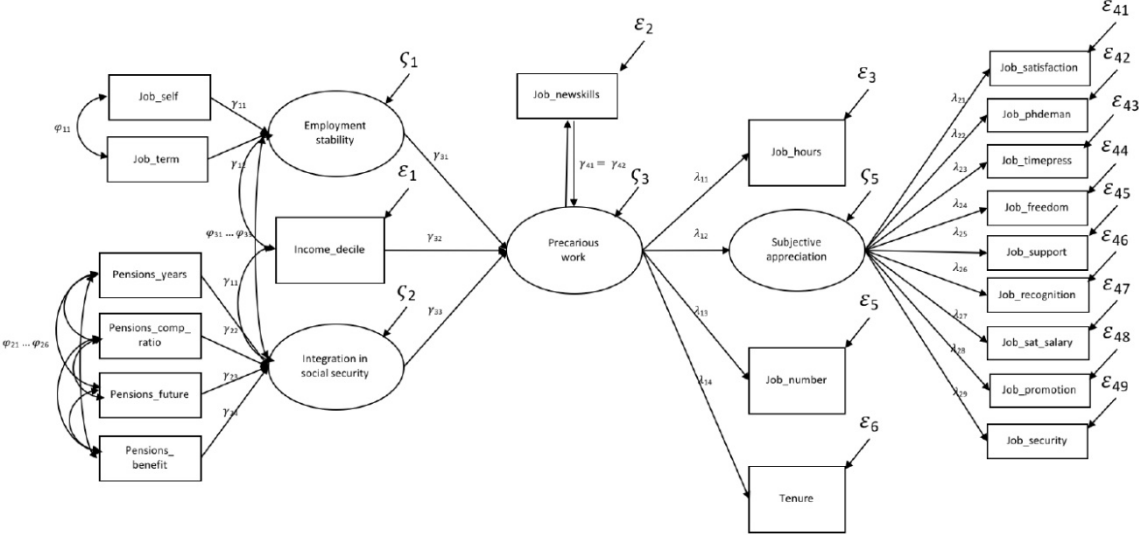 ε41
ε2
ε42
ς1
Job_satisfaction
Job_self
γ11
Job_newskills
ε3
λ21
ε43
φ11
Employment
stability
Job_phdeman
λ22
Job_term
γ12
Job_hours
ε44
γ31
γ41 = γ42
λ23
Job_timepress
ε1
ς3
λ11
ς5
λ24
Job_freedom
ε45
φ31 ... φ33
Income_decile
γ32
Precarious
work
λ12
Subjective
appreciation
λ25
Job_support
ε46
Pensions_years
γ11
ς2
γ33
λ26
Job_recognition
ε47
Pensions_comp_
ratio
γ22
λ13
ε5
λ27
Job_sat_salary
φ21 ... φ26
Integration in
social security
λ28
ε48
Pensions_future
γ23
Job_number
λ14
Job_promotion
λ29
ε49
Pensions_
benefit
γ24
ε6
Job_security
Tenure